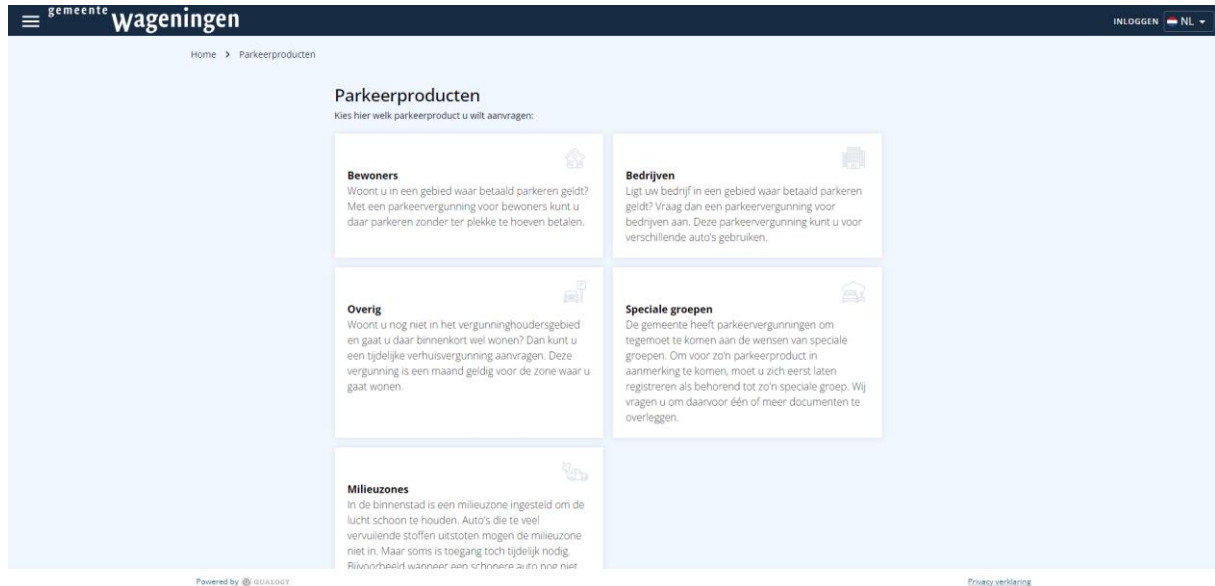 gemeente Wageningen
INLOGGEN NL
Home > Parkeerproducten
Parkeerproducten
Kies hier welk parkeerproduct u wilt aanvragen:
Bewoners
Woont u in een gebied waar betaald parkeren geldt?
Met een parkeervergunning voor bewoners kunt u
daar parkeren zonder ter plekke te hoeven betalen.
Bedrijven
Ligt uw bedrijf in een gebied waar betaald parkeren
geldt? Vraag dan een parkeervergunning voor
bedrijven aan. Deze parkeervergunning kunt u voor
verschillende auto's gebruiken.
Overig
Woont u nog niet in het vergunninghoudersgebied
en gaat u daar binnenkort wel wonen? Dan kunt u
een tijdelijke verhuisvergunning aanvragen. Deze
vergunning is een maand geldig voor de zone waar u
gaat wonen.
Speciale groepen
De gemeente heeft parkeervergunningen om
tegemoet te komen aan de wensen van speciale
groepen. Om voor zo'n parkeerproduct in
aanmerking te komen, moet u zich eerst laten
registreren als behorend tot zo'n speciale groep. Wij
vragen u om daarvoor één of meer documenten te
overleggen.
Milieuzones
In de binnenstad is een milieuzone ingesteld om de
lucht schoon te houden. Auto's die te veel
vervuilende stoffen uitstoten mogen de milieuzone
niet in. Maar soms is toegang toch tijdelijk nodig.
Bijvoorbeeld wanneer een schonere auto nog niet
Powered by QUALOGY
Privacy verklaring